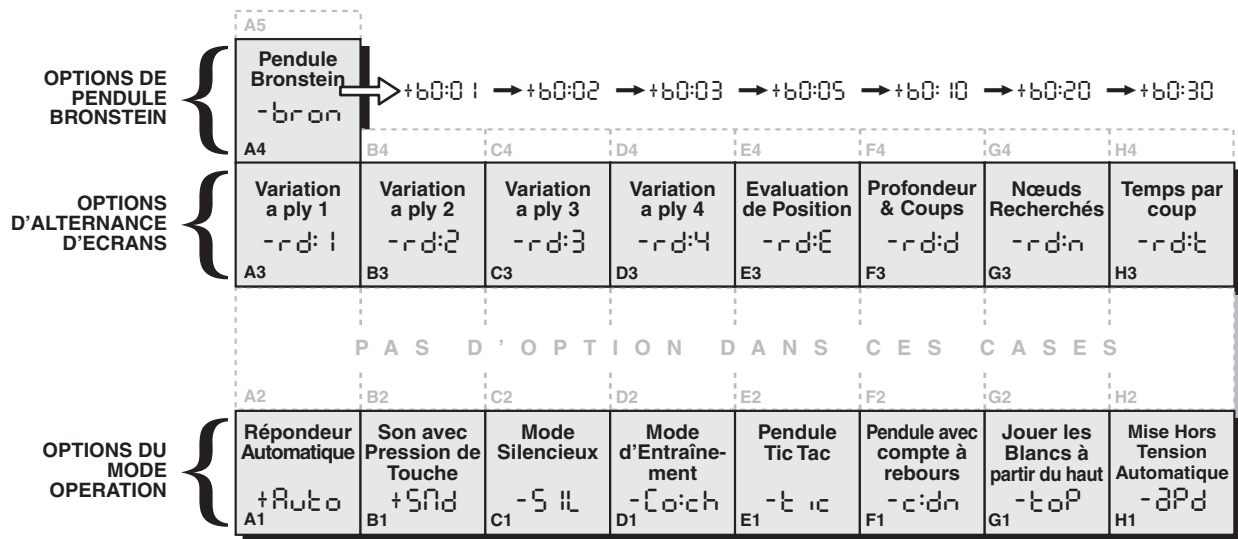 A5
OPTIONS DE
PENDULE
BRONSTEIN
Pendule
Bronstein
-bron
A4
+b0:01 → +b0:02 → +b0:03 → +b0:05 → +b0:10 → +b0:20 → +b0:30
B4 C4 D4 E4 F4 G4 H4
OPTIONS
D'ALTERNANCE
D'ECRANS
Variation
a ply 1
-rd:1
A3
Variation
a ply 2
-rd:2
B3
Variation
a ply 3
-rd:3
C3
Variation
a ply 4
-rd:4
D3
Evaluation
de Position
-rd:E
E3
Profondeur
& Coups
-rd:d
F3
Nœuds
Recherchés
-rd:n
G3
Temps par
coup
-rd:t
H3
PAS D'OPTION DANS CES CASES
A2 B2 C2 D2 E2 F2 G2 H2
OPTIONS DU
MODE
OPERATION
Répondeur
Automatique
+Auto
A1
Son avec
Pression de
Touche
+SNd
B1
Mode
Silencieux
-SIL
C1
Mode
d'Entraîne-
ment
-Co:ch
D1
Pendule
Tic Tac
-tic
E1
Pendule avec
compte à
rebours
-c:dn
F1
Jouer les
Blancs à
partir du haut
-toP
G1
Mise Hors
Tension
Automatique
-aPd
H1